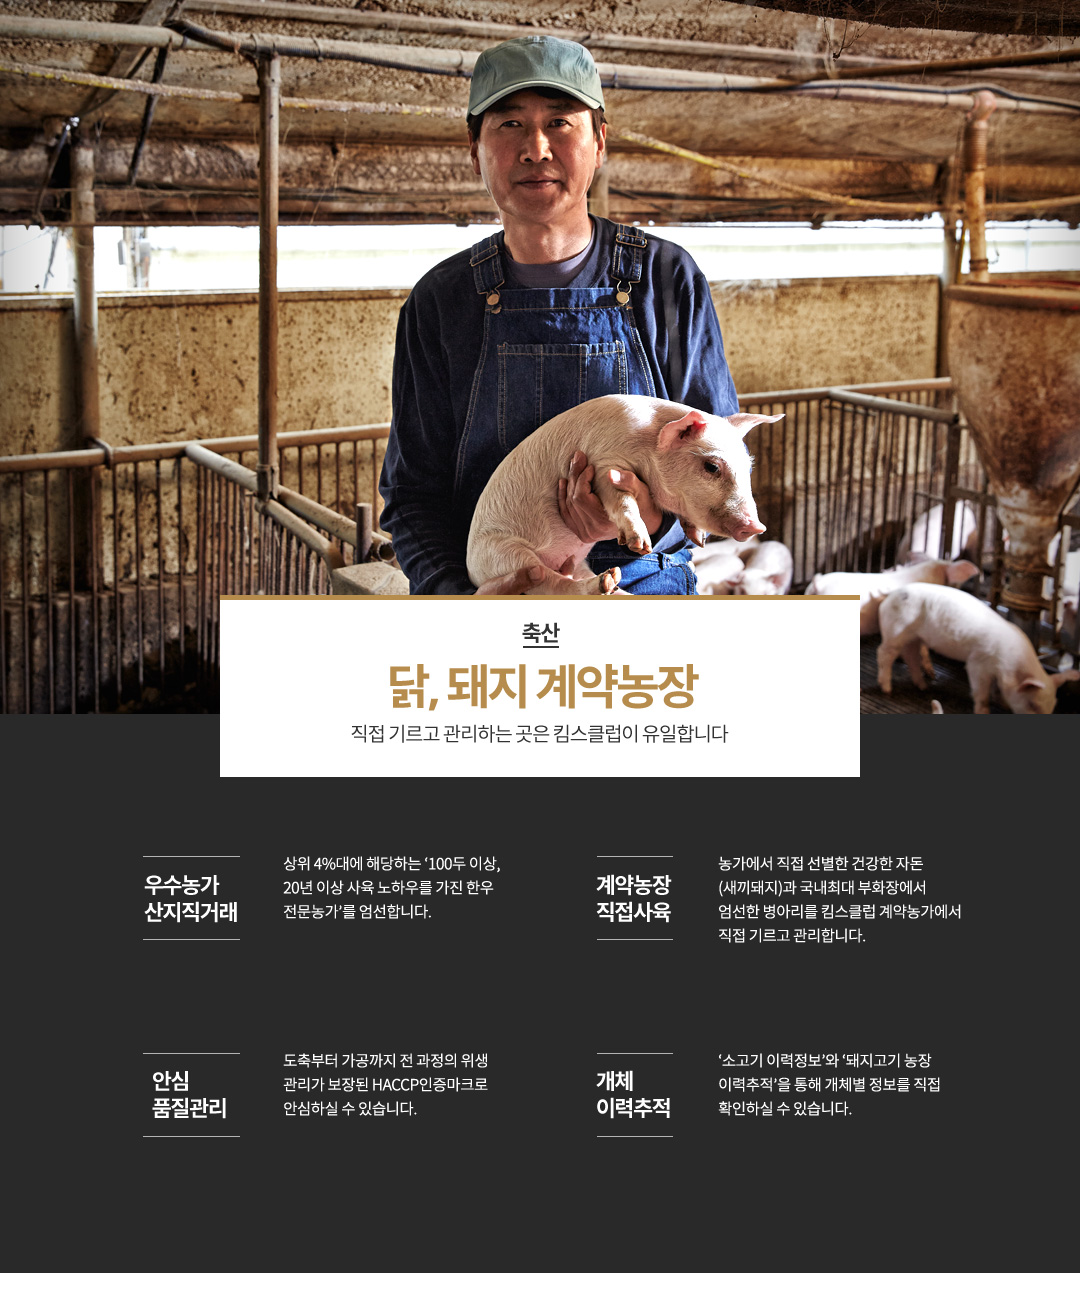 축산
닭, 돼지 계약농장
직접 기르고 관리하는 곳은 킴스클럽이 유일합니다
우수농가
산지직거래
상위 4%대에 해당하는 ‘100두 이상,
20년 이상 사육 노하우를 가진 한우
전문농가’를 엄선합니다.
계약농장
직접사육
농가에서 직접 선별한 건강한 자돈
(새끼돼지)과 국내최대 부화장에서
엄선한 병아리를 킴스클럽 계약농가에서
직접 기르고 관리합니다.
안심
품질관리
도축부터 가공까지 전 과정의 위생
관리가 보장된 HACCP인증마크로
안심하실 수 있습니다.
개체
이력추적
‘소고기 이력정보’와 ‘돼지고기 농장
이력추적’을 통해 개체별 정보를 직접
확인하실 수 있습니다.